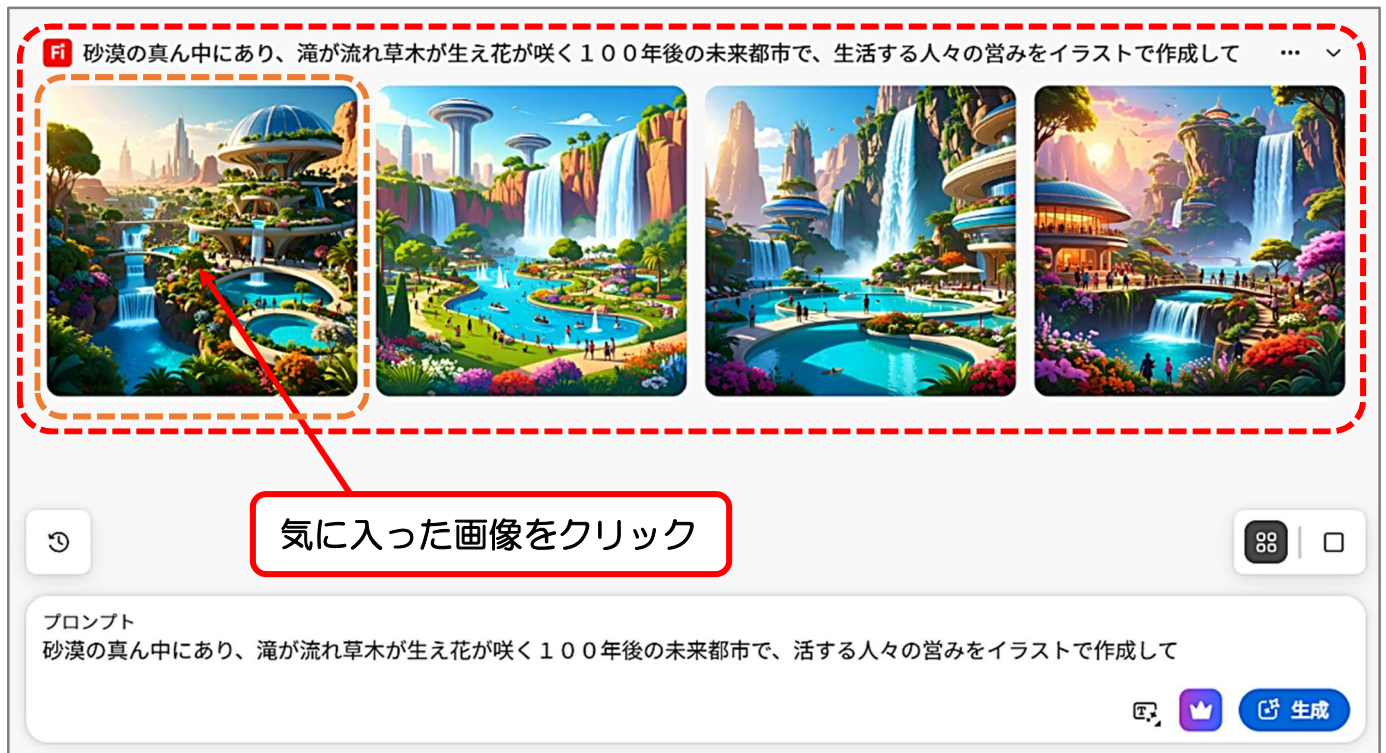 Fi 砂漠の真ん中にあり、滝が流れ草木が生え花が咲く１００年後の未来都市で、生活する人々の営みをイラストで作成して
気に入った画像をクリック
プロンプト
砂漠の真ん中にあり、滝が流れ草木が生え花が咲く１００年後の未来都市で、活する人々の営みをイラストで作成して
生成